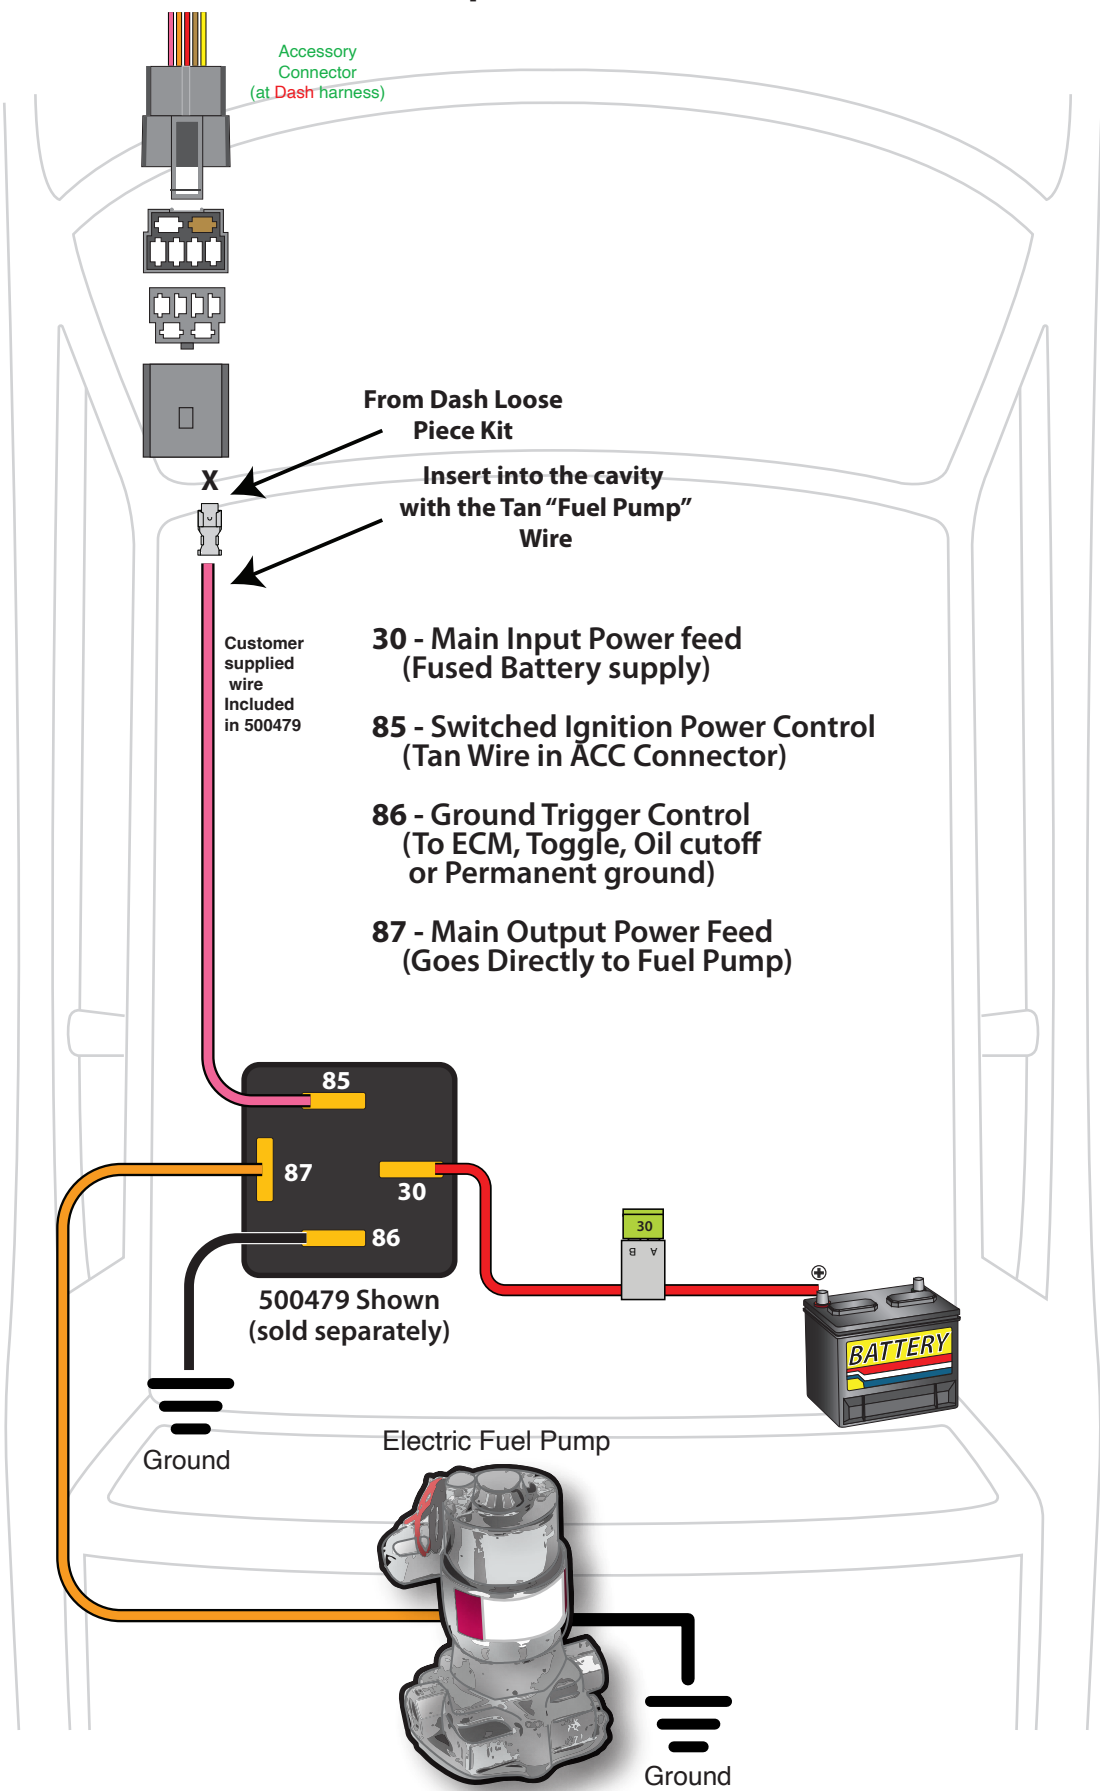 Accessory
Connector
(at Dash harness)
From Dash Loose
Piece Kit
X
Insert into the cavity
with the Tan “Fuel Pump”
Wire
Customer
supplied
wire
Included
in 500479
30 - Main Input Power feed
(Fused Battery supply)
85 - Switched Ignition Power Control
(Tan Wire in ACC Connector)
86 - Ground Trigger Control
(To ECM, Toggle, Oil cutoff
or Permanent ground)
87 - Main Output Power Feed
(Goes Directly to Fuel Pump)
85
87
30
86
30
B A
500479 Shown
(sold separately)
BATTERY
Ground
Electric Fuel Pump
Ground